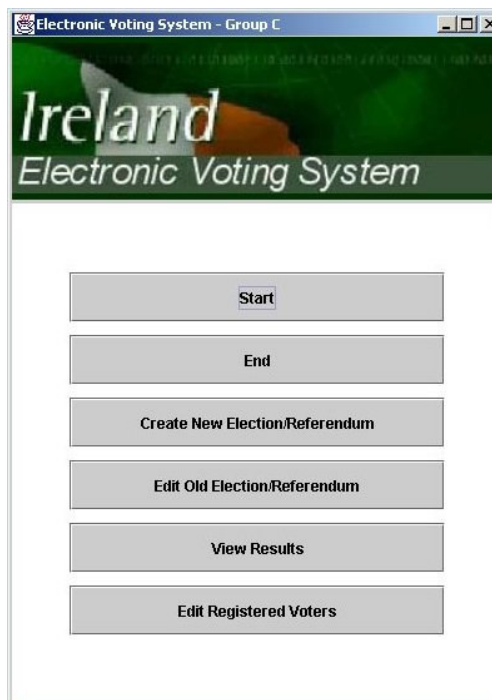 Electronic Voting System - Group C
Ireland
Electronic Voting System
Start
End
Create New Election/Referendum
Edit Old Election/Referendum
View Results
Edit Registered Voters